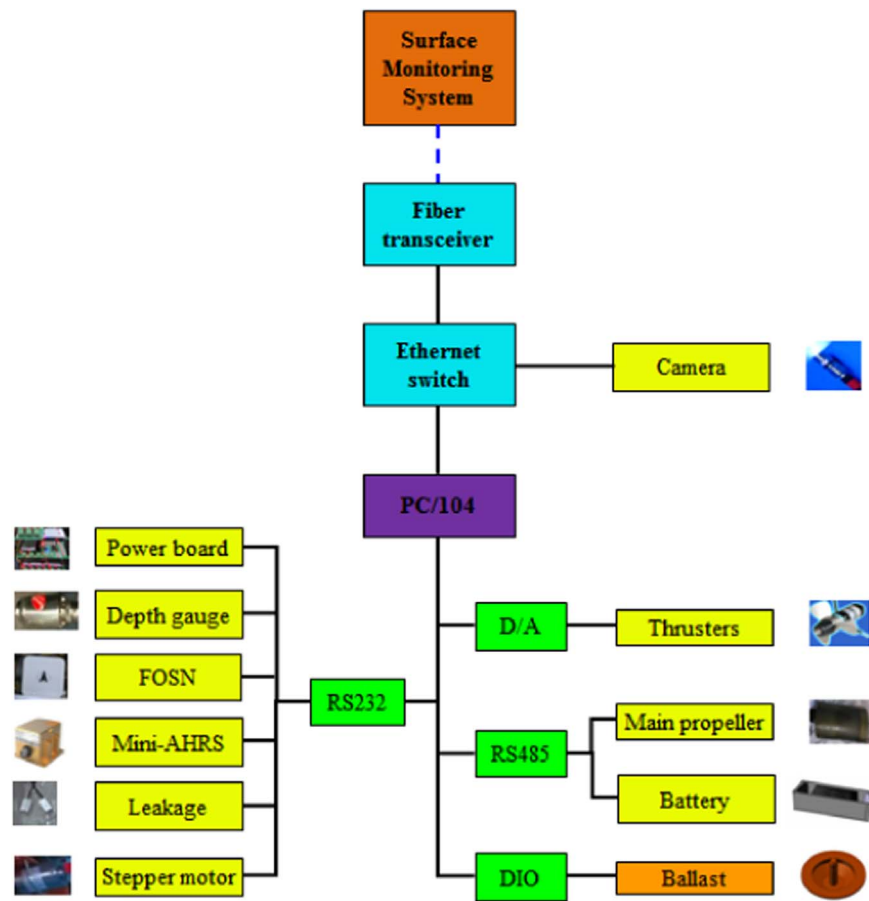 Surface
Monitoring
System
Fiber
transceiver
Ethernet
switch
Camera
PC/104
Power board
Depth gauge
FOSN
Mini-AHRS
Leakage
Stepper motor
RS232
D/A
Thrusters
RS485
Main propeller
Battery
DIO
Ballast